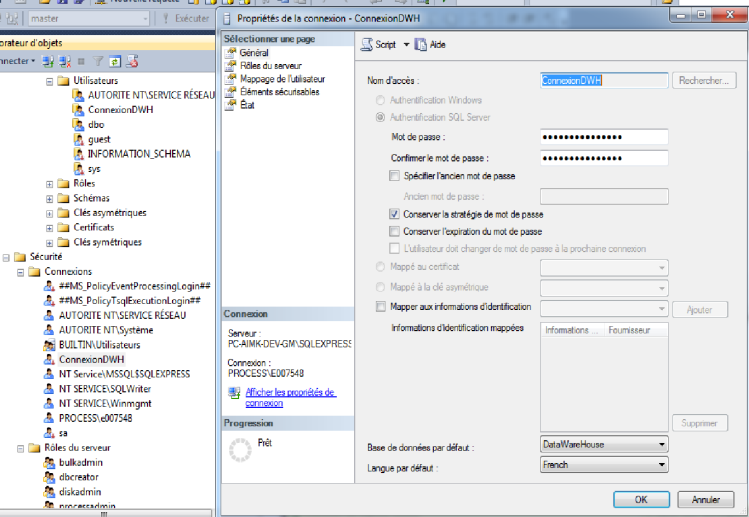 Nouvelle requête
master
Exécuter
orateur d'objets
nnecter
Utilisateurs
AUTORITE NT\SERVICE RÉSEAU
ConnexionDWH
dbo
guest
INFORMATION_SCHEMA
sys
Rôles
Schémas
Clés asymétriques
Certificats
Clés symétriques
Sécurité
Connexions
##MS_PolicyEventProcessingLogin##
##MS_PolicyTsqlExecutionLogin##
AUTORITE NT\SERVICE RÉSEAU
AUTORITE NT\Système
BUILTIN\Utilisateurs
ConnexionDWH
NT Service\MSSQL$SQLEXPRESS
NT SERVICE\SQLWriter
NT SERVICE\Winmgmt
PROCESS\e007548
sa
Rôles du serveur
bulkadmin
dbcreator
diskadmin
processadmin
Propriétés de la connexion - ConnexionDWH
Sélectionner une page
Général
Rôles du serveur
Mappage de l'utilisateur
Éléments sécurisables
État
Connexion
Serveur :
PC-AIMK-DEV-GM\SQLEXPRESS
Connexion :
PROCESS\E007548
Afficher les propriétés de
connexion
Progression
Prêt
Script Aide
Nom d'accès : ConnexionDWH Rechercher...
Authentification Windows
Authentification SQL Server
Mot de passe : •••••••••••••••
Confirmer le mot de passe : •••••••••••••••
Spécifier l'ancien mot de passe
Ancien mot de passe :
Conserver la stratégie de mot de passe
Conserver l'expiration du mot de passe
L'utilisateur doit changer de mot de passe à la prochaine connexion
Mappé au certificat
Mappé à la clé asymétrique
Mapper aux informations d'identification Ajouter
Informations d'identification mappées Informations ... Fournisseur
Supprimer
Base de données par défaut : DataWareHouse
Langue par défaut : French
OK Annuler